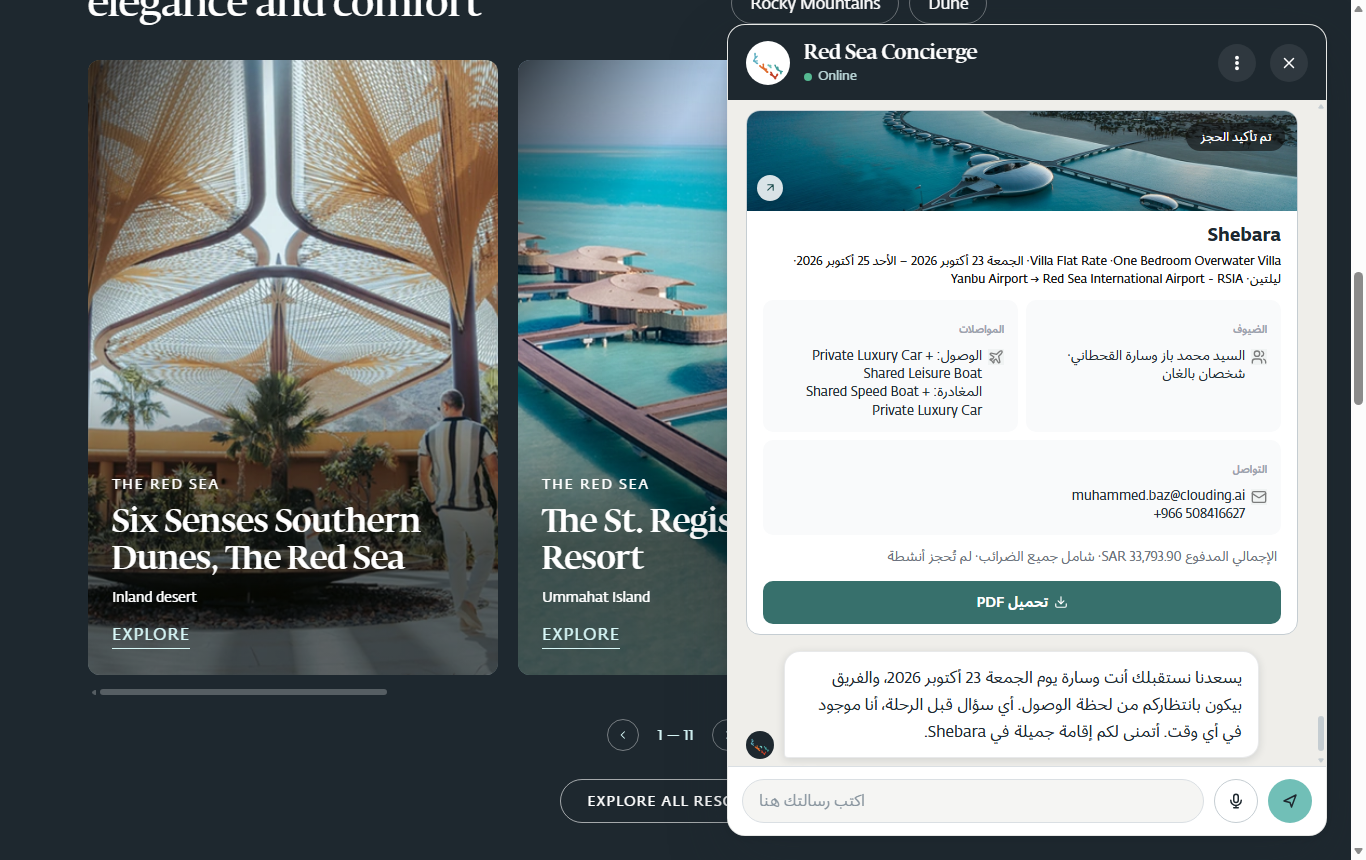 elegance and comfort
Rocky Mountains
Dune
THE RED SEA
Six Senses Southern
Dunes, The Red Sea
Inland desert
EXPLORE
THE RED SEA
The St. Regis
Resort
Ummahat Island
EXPLORE
1 — 11
EXPLORE ALL RESO
Red Sea Concierge
Online
تم تأكيد الحجز
Shebara
One Bedroom Overwater Villa· Villa Flat Rate· الجمعة 23 أكتوبر 2026 – الأحد 25 أكتوبر 2026·
ليلتين· Yanbu Airport → Red Sea International Airport - RSIA
الضيوف
السيد محمد باز وسارة القحطاني·
شخصان بالغان
المواصلات
الوصول: Private Luxury Car +
Shared Leisure Boat
المغادرة: Shared Speed Boat +
Private Luxury Car
التواصل
muhammed.baz@clouding.ai
+966 508416627
الإجمالي المدفوع SAR 33,793.90· شامل جميع الضرائب· لم تُحجز أنشطة
تحميل PDF
يسعدنا نستقبلك أنت وسارة يوم الجمعة 23 أكتوبر 2026، والفريق
بيكون بانتظاركم من لحظة الوصول. أي سؤال قبل الرحلة، أنا موجود
في أي وقت. أتمنى لكم إقامة جميلة في Shebara.
اكتب رسالتك هنا